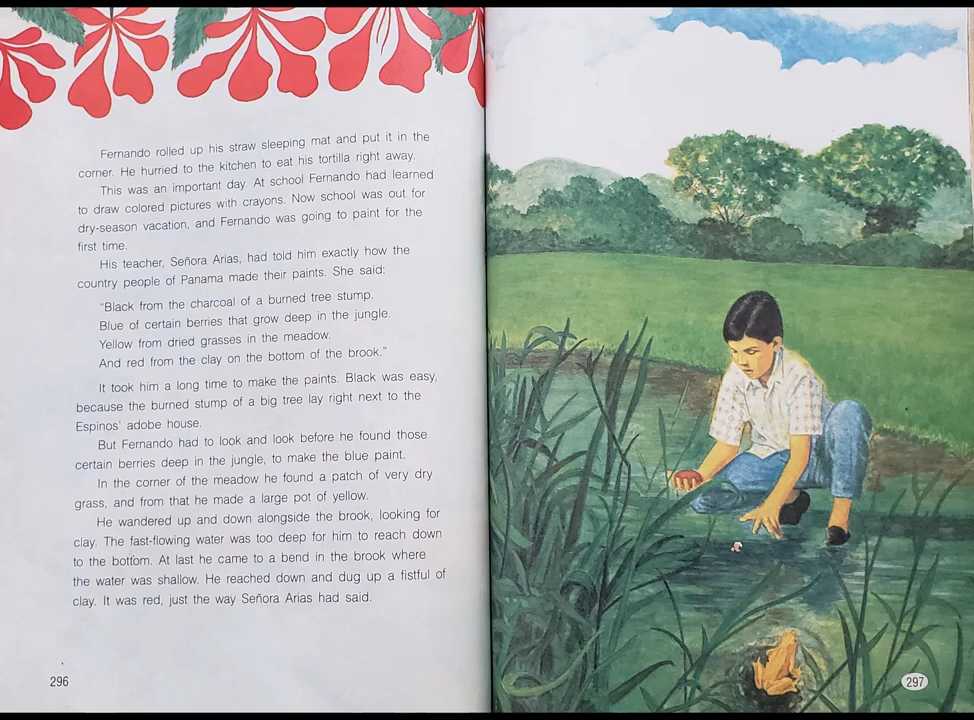 Fernando rolled up his straw sleeping mat and put it in the
corner. He hurried to the kitchen to eat his tortilla right away.
This was an important day. At school Fernando had learned
to draw colored pictures with crayons. Now school was out for
dry-season vacation, and Fernando was going to paint for the
first time.
His teacher, Señora Arias, had told him exactly how the
country people of Panama made their paints. She said:
"Black from the charcoal of a burned tree stump.
Blue of certain berries that grow deep in the jungle.
Yellow from dried grasses in the meadow.
And red from the clay on the bottom of the brook."
It took him a long time to make the paints. Black was easy,
because the burned stump of a big tree lay right next to the
Espinos' adobe house.
But Fernando had to look and look before he found those
certain berries deep in the jungle, to make the blue paint.
In the corner of the meadow he found a patch of very dry
grass, and from that he made a large pot of yellow.
He wandered up and down alongside the brook, looking for
clay. The fast-flowing water was too deep for him to reach down
to the bottom. At last he came to a bend in the brook where
the water was shallow. He reached down and dug up a fistful of
clay. It was red, just the way Señora Arias had said.
296
297